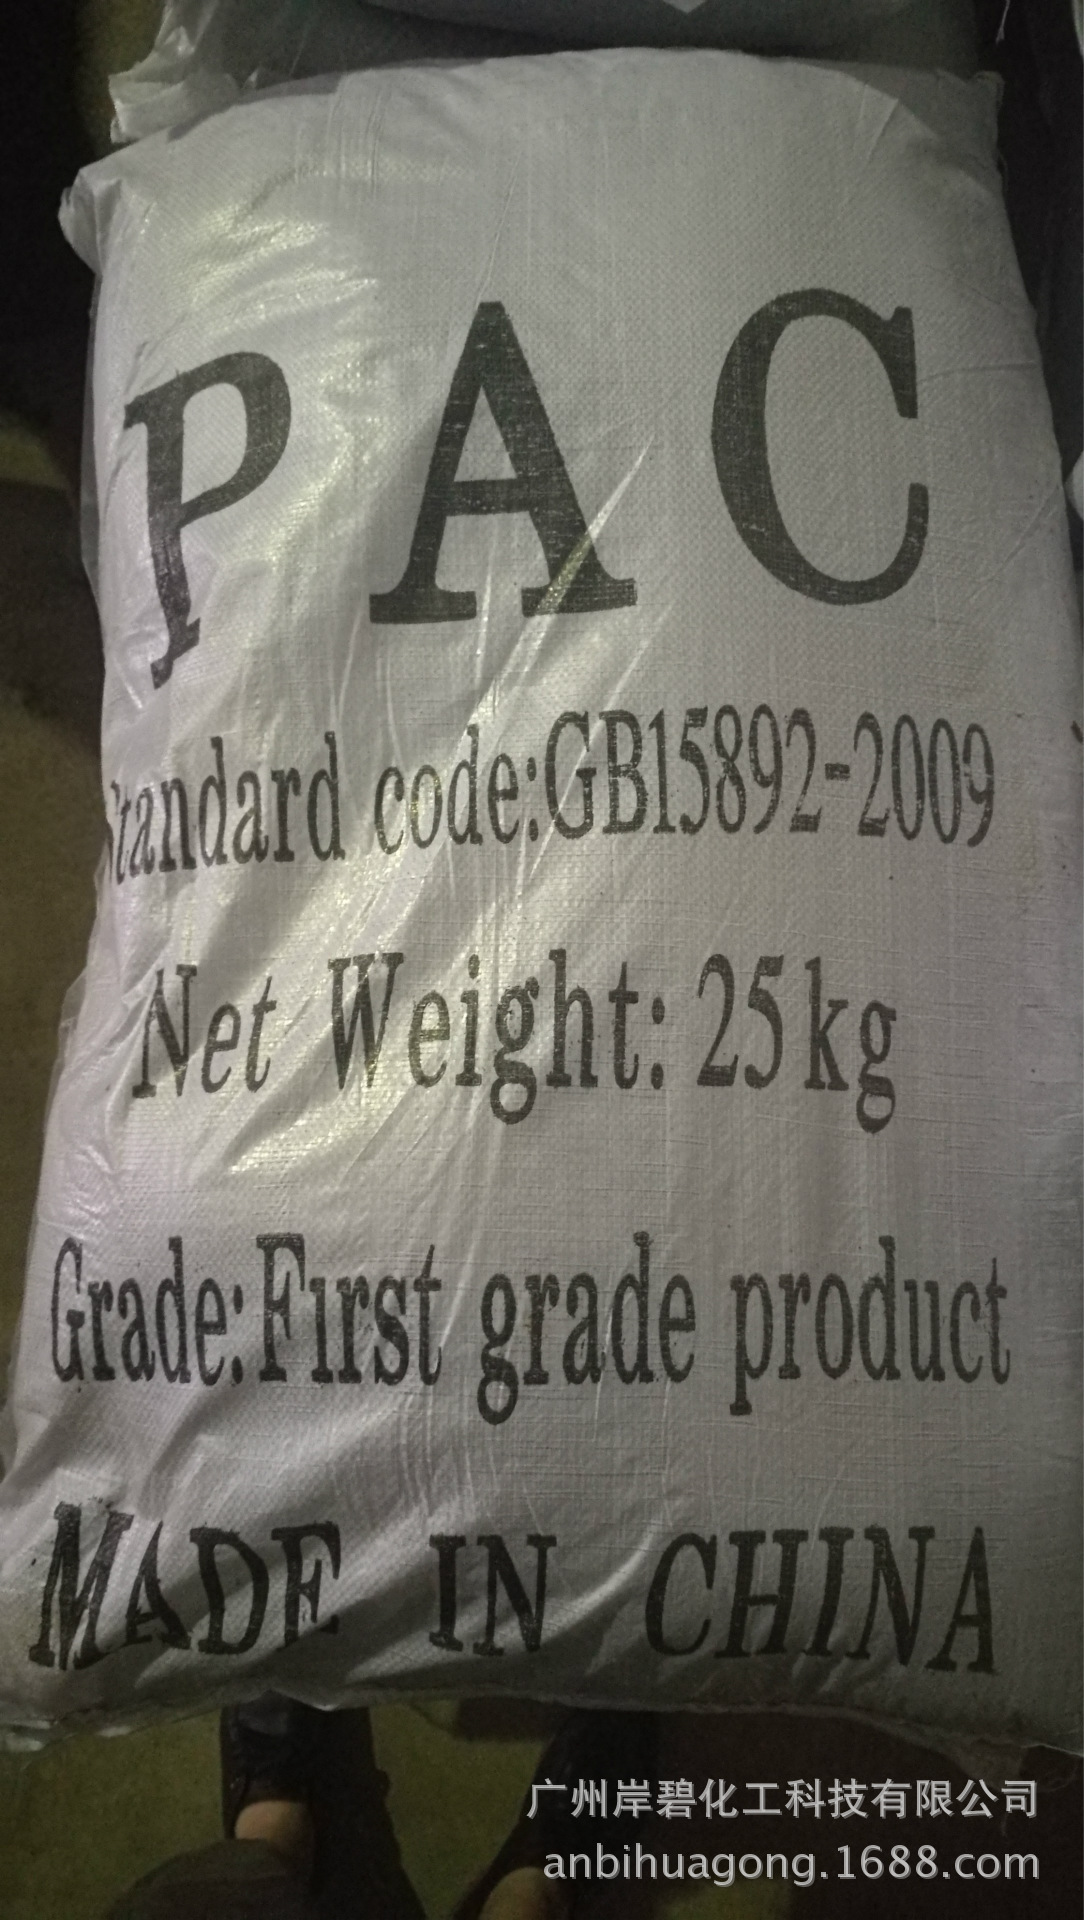 PAC
Standard code:GB15892-2009
Net Weight: 25kg
Grade:First grade product
MADE IN CHINA
广州岸碧化工科技有限公司
anbihuagong.1688.com